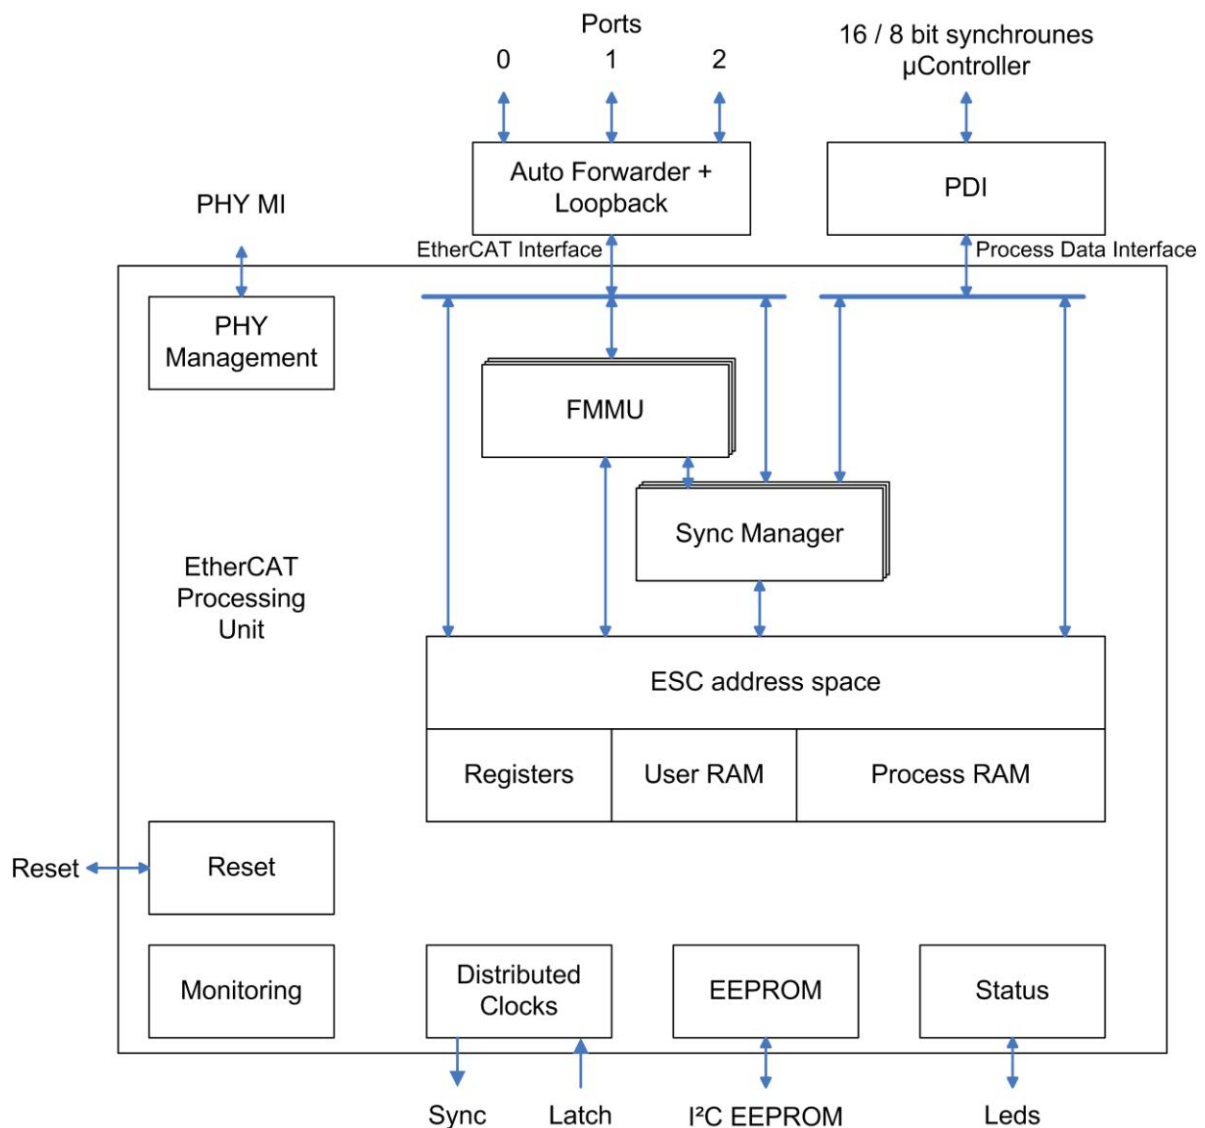 Ports
0 1 2
16 / 8 bit synchrounes
µController
Auto Forwarder +
Loopback
PDI
PHY MI
EtherCAT Interface
Process Data Interface
PHY
Management
FMMU
Sync Manager
EtherCAT
Processing
Unit
ESC address space
Registers
User RAM
Process RAM
Reset
Reset
Monitoring
Distributed
Clocks
EEPROM
Status
Sync
Latch
I²C EEPROM
Leds